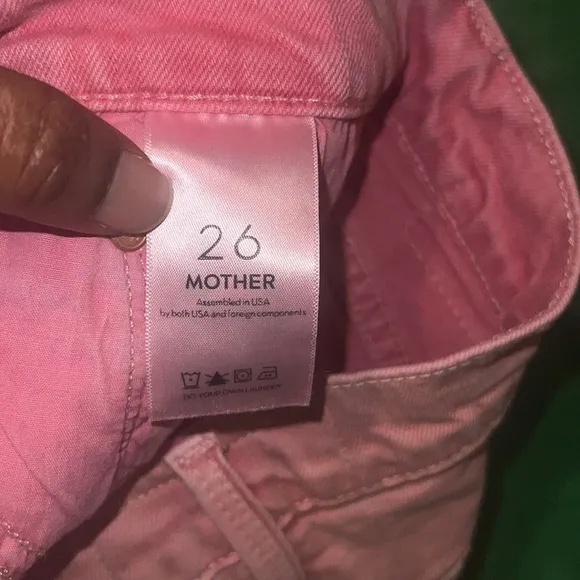 26
MOTHER
Assembled in USA
by both USA and foreign components
DO YOUR OWN LAUNDRY